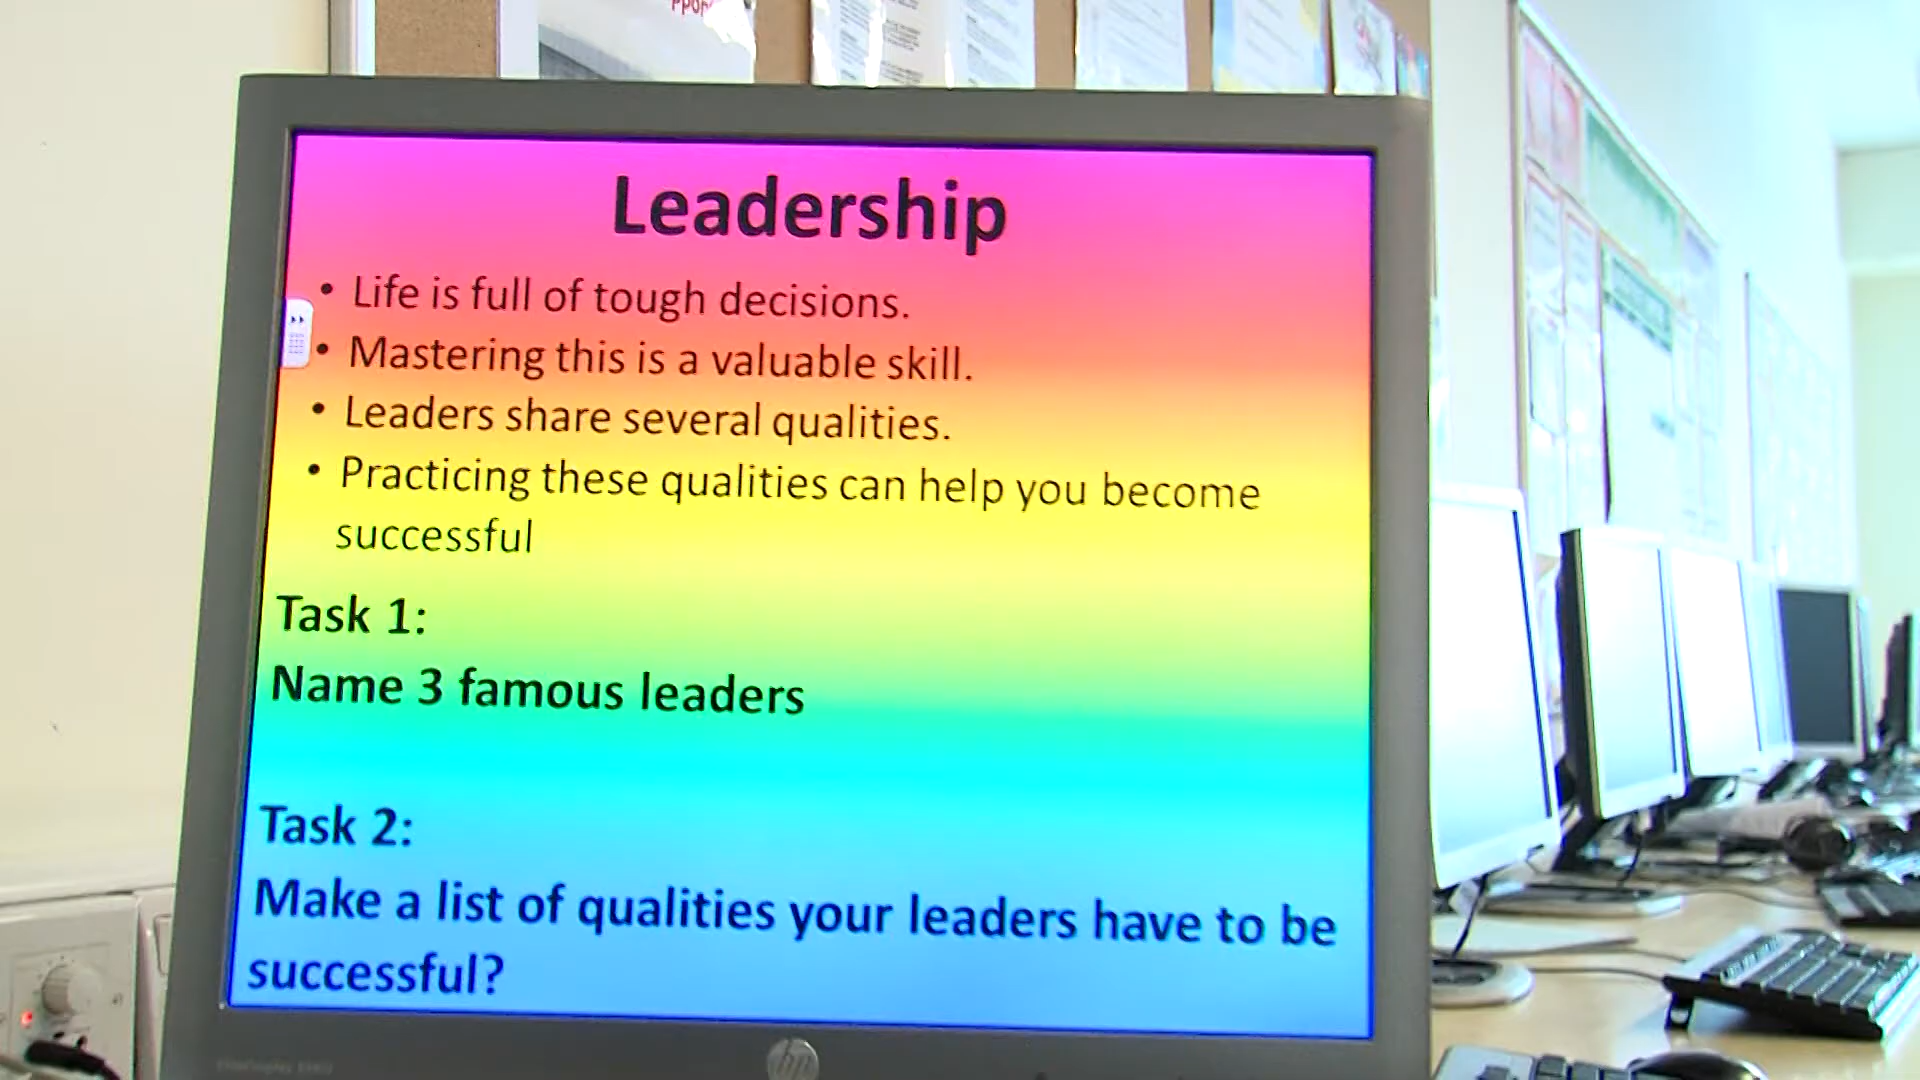 Leadership
• Life is full of tough decisions.
• Mastering this is a valuable skill.
• Leaders share several qualities.
• Practicing these qualities can help you become
successful
Task 1:
Name 3 famous leaders
Task 2:
Make a list of qualities your leaders have to be
successful?
hp